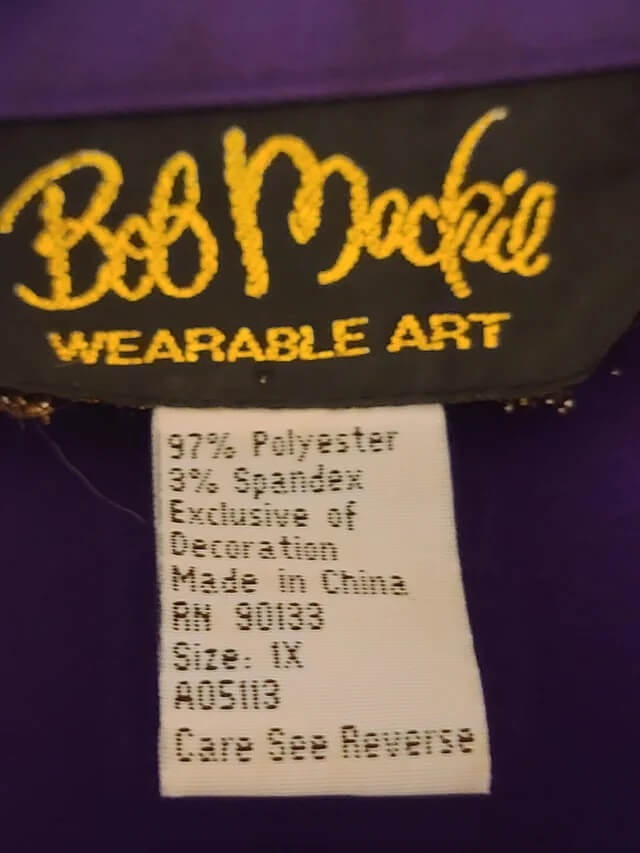 Bob Mackie
WEARABLE ART
97% Polyester
3% Spandex
Exclusive of
Decoration
Made in China
RN 90133
Size: 1X
A05113
Care See Reverse